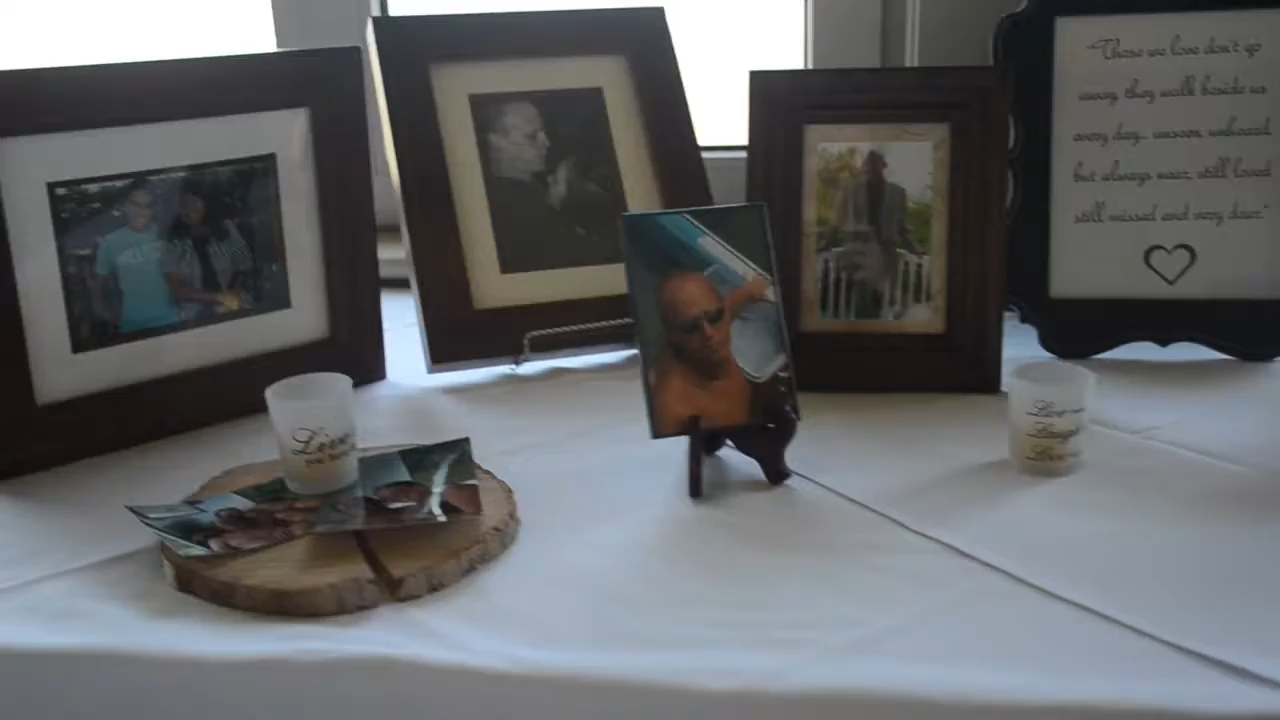 "Those we love don't go
away, they walk beside us
every day... unseen, unheard,
but always near, still loved
still missed and very dear."
Live
Laugh
Love